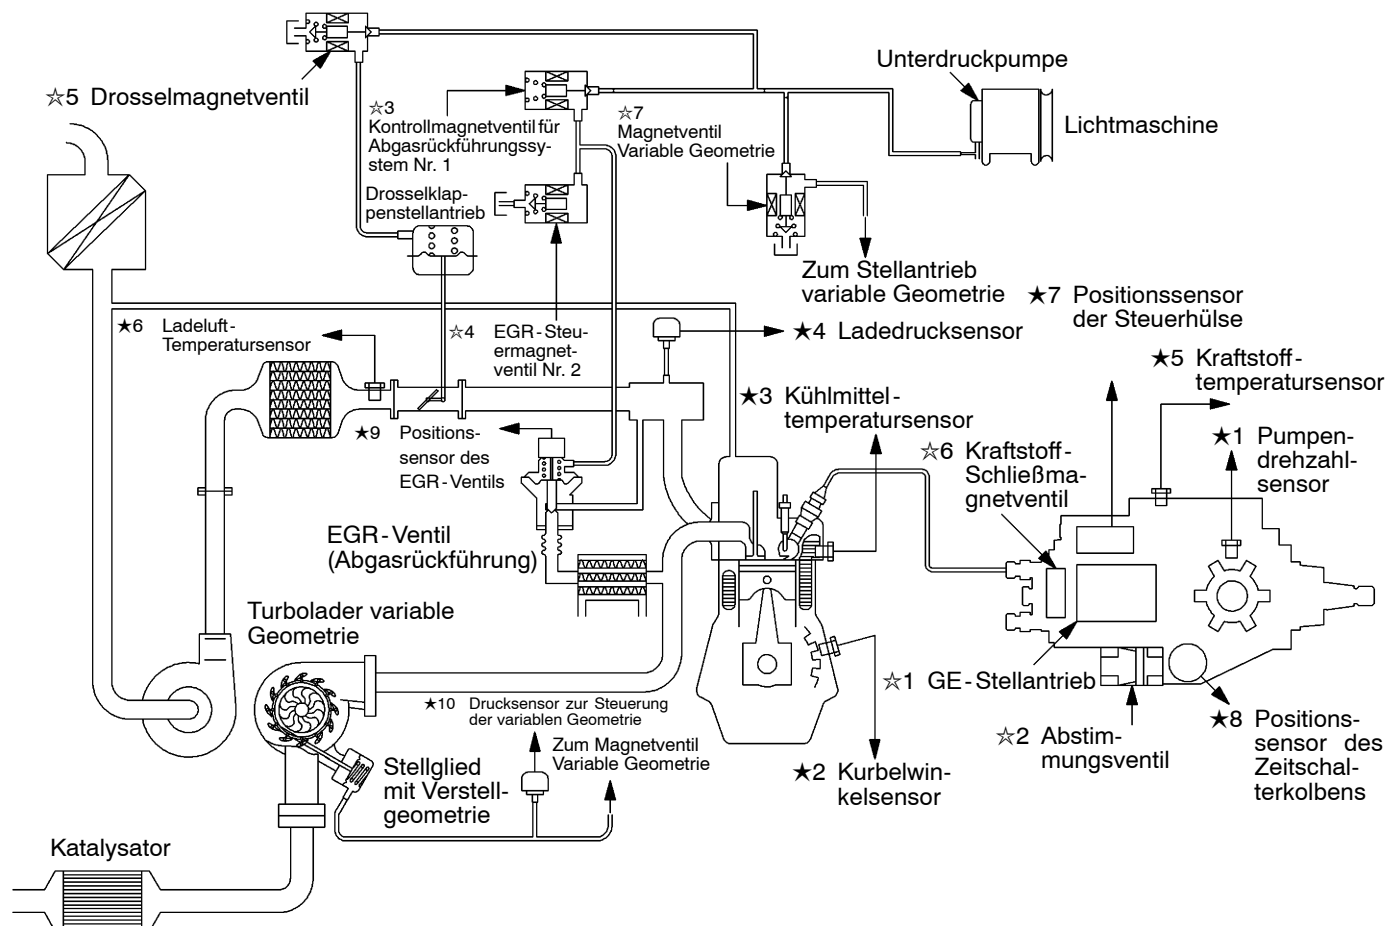 ☆5 Drosselmagnetventil
☆3
Kontrollmagnetventil für
Abgasrückführungssy-
stem Nr. 1
☆7
Magnetventil
Variable Geometrie
Unterdruckpumpe
Lichtmaschine
Drosselklap-
penstellantrieb
Zum Stellantrieb
variable Geometrie
★7 Positionssensor
der Steuerhülse
★6 Ladeluft-
Temperatursensor
☆4 EGR-Steu-
ermagnet-
ventil Nr. 2
★4 Ladedrucksensor
★5 Kraftstoff-
temperatursensor
★3 Kühlmittel-
temperatursensor
★9 Positions-
sensor des
EGR-Ventils
☆6 Kraftstoff-
Schließma-
gnetventil
★1 Pumpen-
drehzahl-
sensor
EGR-Ventil
(Abgasrückführung)
Turbolader variable
Geometrie
☆1 GE-Stellantrieb
★10 Drucksensor zur Steuerung
der variablen Geometrie
Zum Magnetventil
Variable Geometrie
Stellglied
mit Verstell-
geometrie
★2 Kurbelwin-
kelsensor
☆2 Abstim-
mungsventil
★8 Positions-
sensor des
Zeitschal-
terkolbens
Katalysator